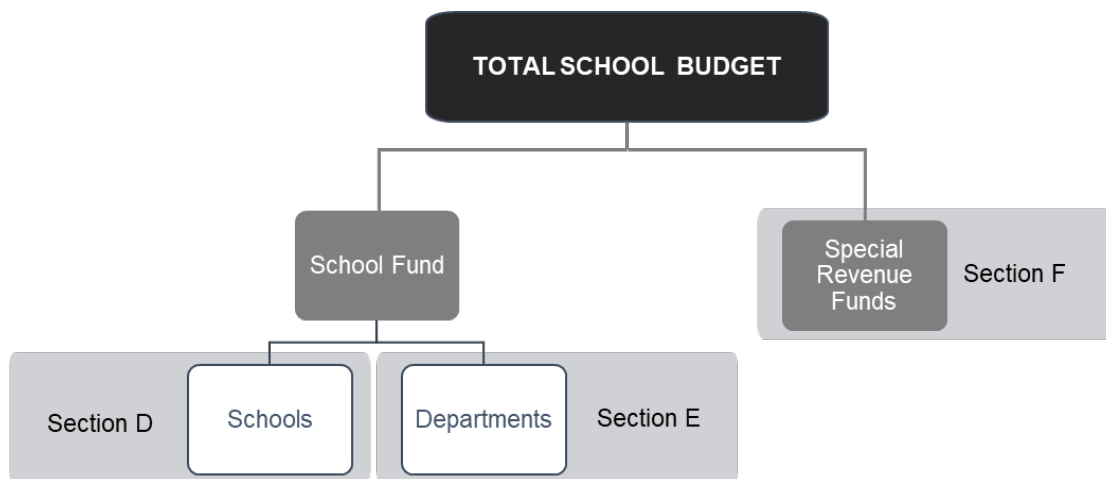 TOTAL SCHOOL BUDGET
School Fund
Special
Revenue
Funds
Section F
Section D
Schools
Departments
Section E